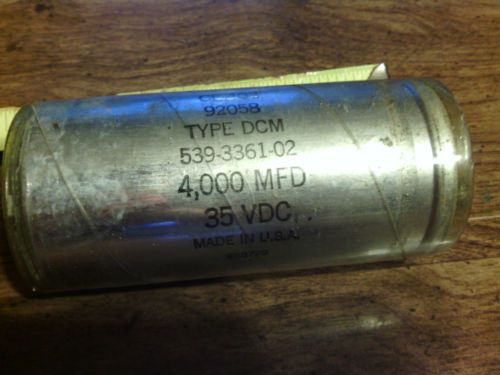 92058
TYPE DCM
539-3361-02
4,000 MFD
35 VDC
MADE IN U.S.A.